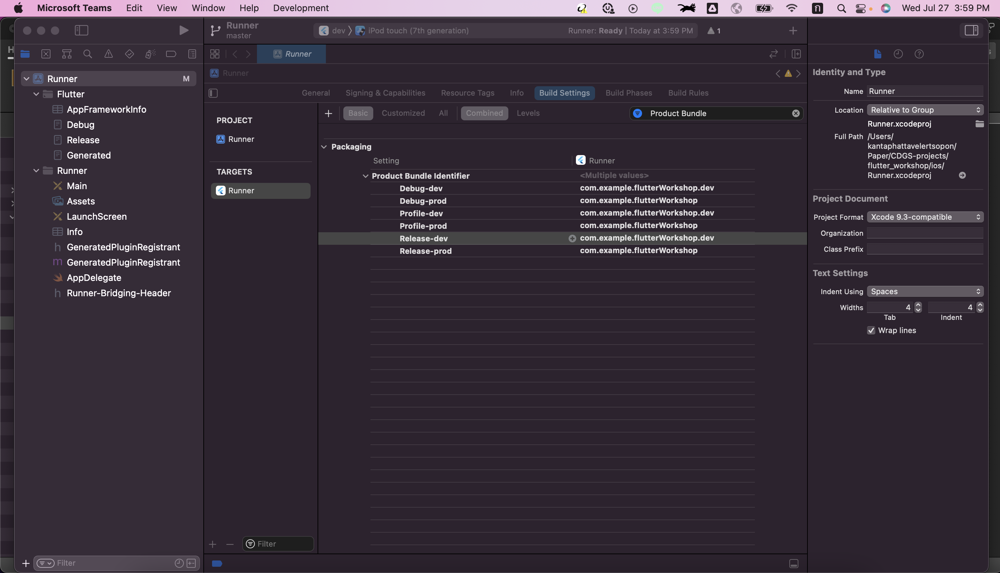 Microsoft Teams Edit View Window Help Development Wed Jul 27 3:59 PM
Runner
master
dev iPod touch (7th generation) Runner: Ready | Today at 3:59 PM 1
Runner
Runner M
Flutter
AppFrameworkInfo
Debug
Release
Generated
Runner
Main
Assets
LaunchScreen
Info
h GeneratedPluginRegistrant
m GeneratedPluginRegistrant
AppDelegate
h Runner-Bridging-Header
Filter
Runner
General Signing & Capabilities Resource Tags Info Build Settings Build Phases Build Rules
PROJECT
Runner
TARGETS
Runner
Filter
Basic Customized All Combined Levels Product Bundle
Packaging
Setting Runner
Product Bundle Identifier <Multiple values>
Debug-dev com.example.flutterWorkshop.dev
Debug-prod com.example.flutterWorkshop
Profile-dev com.example.flutterWorkshop.dev
Profile-prod com.example.flutterWorkshop
Release-dev com.example.flutterWorkshop.dev
Release-prod com.example.flutterWorkshop
Identity and Type
Name Runner
Location Relative to Group
Runner.xcodeproj
Full Path /Users/
kantaphattavelertsopon/
Paper/CDGS-projects/
flutter_workshop/ios/
Runner.xcodeproj
Project Document
Project Format Xcode 9.3-compatible
Organization
Class Prefix
Text Settings
Indent Using Spaces
Widths 4 4
Tab Indent
Wrap lines